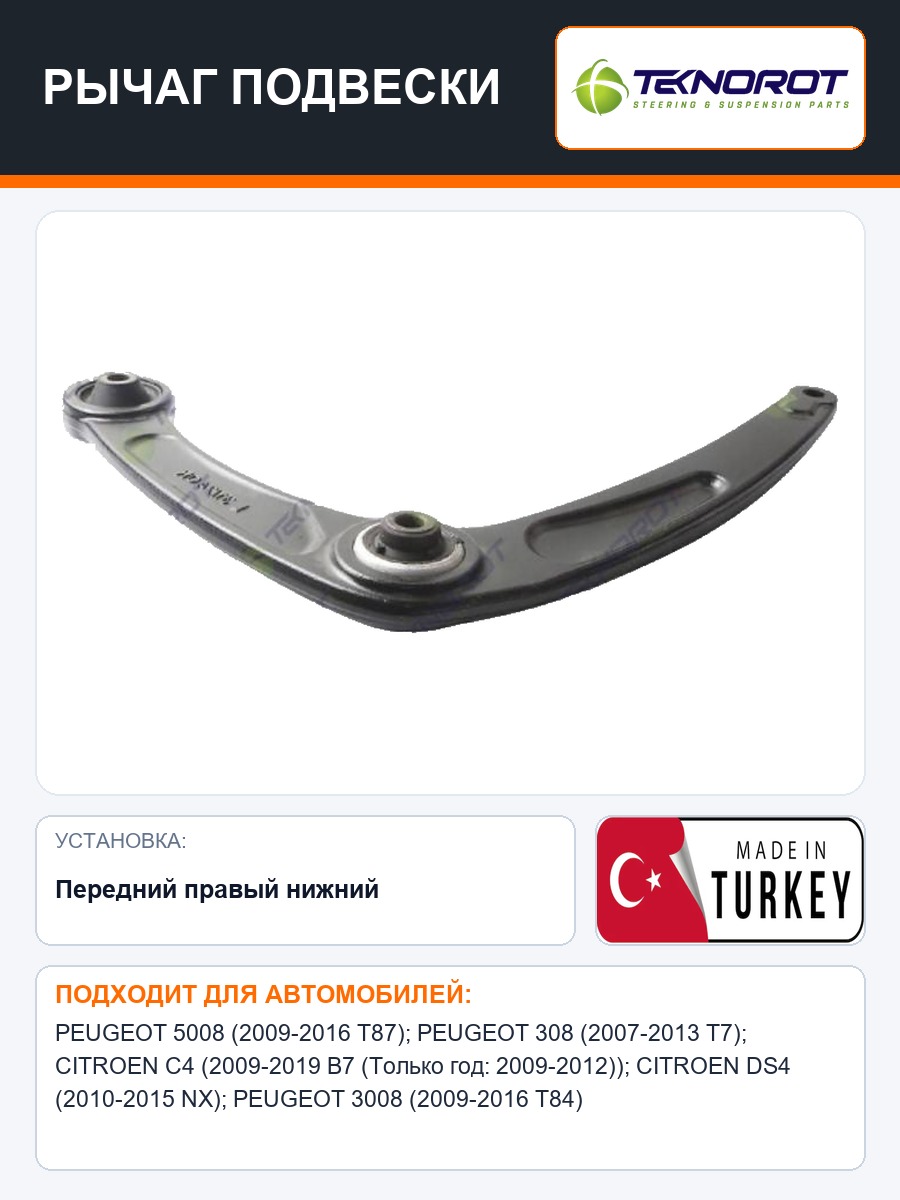 РЫЧАГ ПОДВЕСКИ
TEKNOROT
STEERING & SUSPENSION PARTS
TEKNOROT
УСТАНОВКА:
Передний правый нижний
MADE IN
TURKEY
ПОДХОДИТ ДЛЯ АВТОМОБИЛЕЙ:
PEUGEOT 5008 (2009-2016 T87); PEUGEOT 308 (2007-2013 T7);
CITROEN C4 (2009-2019 B7 (Только год: 2009-2012)); CITROEN DS4
(2010-2015 NX); PEUGEOT 3008 (2009-2016 T84)